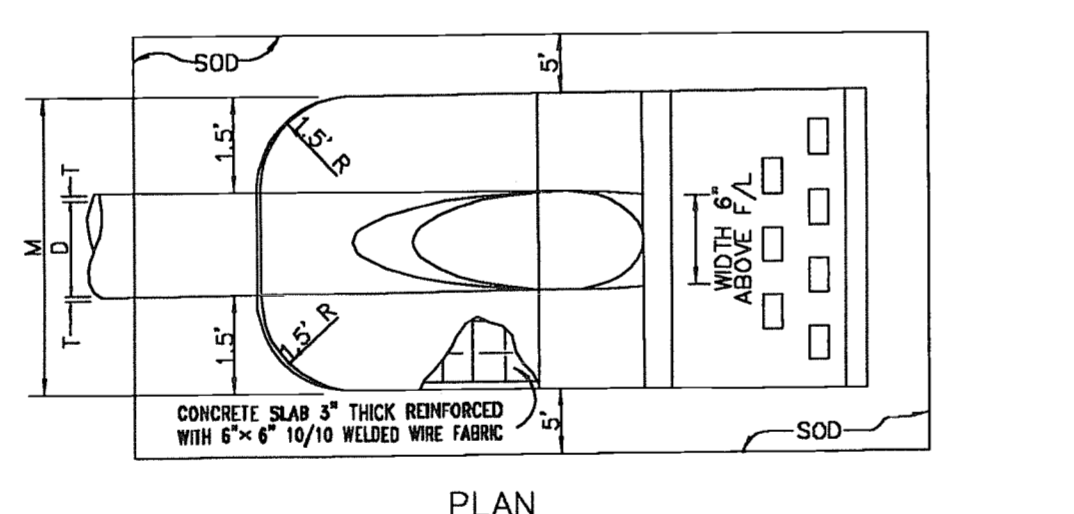 SOD
5'
1.5'
1.5' R
T
M
D
WIDTH 6"
ABOVE F/L
T
1.5'
1.5' R
CONCRETE SLAB 3" THICK REINFORCED
WITH 6"x 6" 10/10 WELDED WIRE FABRIC
5'
SOD
PLAN